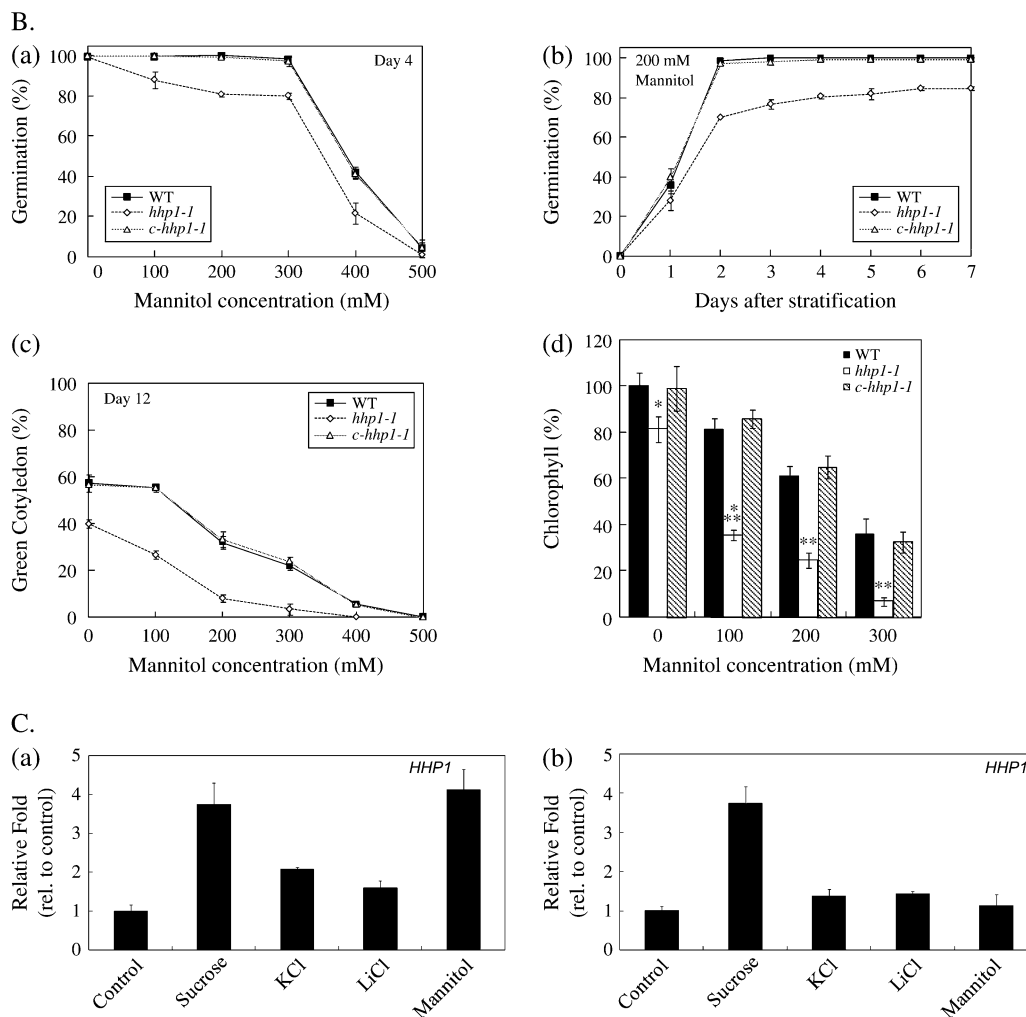 B.
(a)
100
80
60
40
20
0
Germination (%)
Day 4
WT
hhp1-1
c-hhp1-1
0 100 200 300 400 500
Mannitol concentration (mM)
(b)
100
80
60
40
20
0
Germination (%)
200 mM
Mannitol
WT
hhp1-1
c-hhp1-1
0 1 2 3 4 5 6 7
Days after stratification
(c)
100
80
60
40
20
0
Green Cotyledon (%)
Day 12
WT
hhp1-1
c-hhp1-1
0 100 200 300 400 500
Mannitol concentration (mM)
(d)
120
100
80
60
40
20
0
Chlorophyll (%)
WT
hhp1-1
c-hhp1-1
*
*
**
**
**
0 100 200 300
Mannitol concentration (mM)
C.
(a)
5
4
3
2
1
0
Relative Fold
(rel. to control)
HHP1
Control Sucrose KCl LiCl Mannitol
(b)
5
4
3
2
1
0
Relative Fold
(rel. to control)
HHP1
Control Sucrose KCl LiCl Mannitol